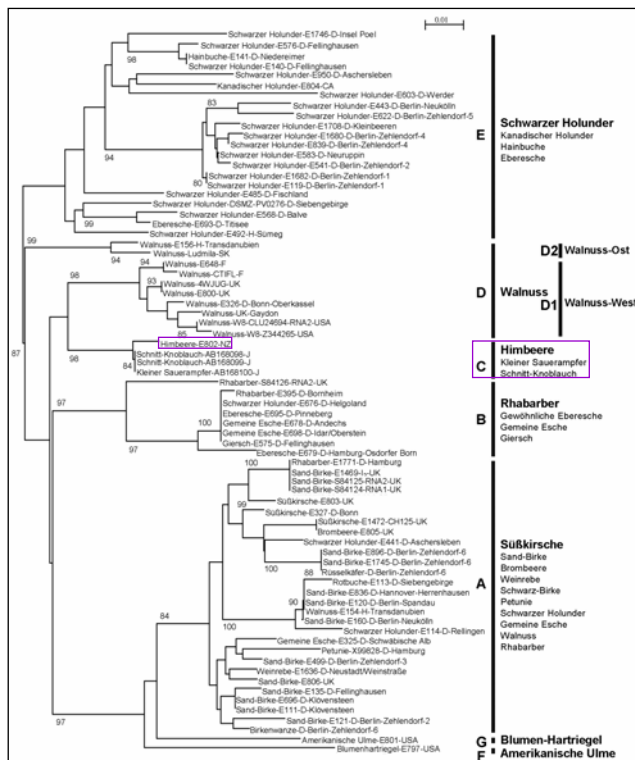 0.01
Schwarzer Holunder-E1746-D-Insel Poel
Schwarzer Holunder-E576-D-Fellinghausen
98
Hainbuche-E141-D-Niedereimer
Schwarzer Holunder-E140-D-Fellinghausen
Schwarzer Holunder-E950-D-Aschersleben
Kanadischer Holunder-E804-CA
Schwarzer Holunder-E603-D-Werder
83
Schwarzer Holunder-E443-D-Berlin-Neukölln
Schwarzer Holunder-E622-D-Berlin-Zehlendorf-5
Schwarzer Holunder-E1708-D-Kleinbeeren
Schwarzer Holunder-E1680-D-Berlin-Zehlendorf-4
Schwarzer Holunder-E839-D-Berlin-Zehlendorf-4
94
Schwarzer Holunder-E583-D-Neuruppin
Schwarzer Holunder-E541-D-Berlin-Zehlendorf-2
80
Schwarzer Holunder-E1682-D-Berlin-Zehlendorf-1
Schwarzer Holunder-E119-D-Berlin-Zehlendorf-1
Schwarzer Holunder-E485-D-Fischland
Schwarzer Holunder-DSMZ-PV0276-D-Siebengebirge
Schwarzer Holunder-E568-D-Balve
99
Eberesche-E693-D-Titisee
Schwarzer Holunder-E492-H-Sümeg
E
Schwarzer Holunder
Kanadischer Holunder
Hainbuche
Eberesche
99
Walnuss-E156-H-Transdanubien
94
Walnuss-Ludmila-SK
98
94
Walnuss-E648-F
Walnuss-CTIFL-F
93
Walnuss-4WJUG-UK
Walnuss-E800-UK
Walnuss-E326-D-Bonn-Oberkassel
Walnuss-UK-Gaydon
Walnuss-W8-CLU24694-RNA2-USA
85
Walnuss-W8-Z344265-USA
D
Walnuss
D2
Walnuss-Ost
D1
Walnuss-West
87
98
Himbeere-E802-NZ
Schnitt-Knoblauch-AB168098-J
84
Schnitt-Knoblauch-AB168099-J
Kleiner Sauerampfer-AB168100-J
C
Himbeere
Kleiner Sauerampfer
Schnitt-Knoblauch
97
Rhabarber-S84126-RNA2-UK
Rhabarber-E395-D-Bornheim
Schwarzer Holunder-E676-D-Helgoland
Eberesche-E695-D-Pinneberg
100
Gemeine Esche-E678-D-Andechs
Gemeine Esche-E698-D-Idar/Oberstein
97
Giersch-E575-D-Fellinghausen
Eberesche-E679-D-Hamburg-Osdorfer Born
B
Rhabarber
Gewöhnliche Eberesche
Gemeine Esche
Giersch
100
Rhabarber-E1771-D-Hamburg
Sand-Birke-S84125-RNA2-UK
Sand-Birke-S84124-RNA1-UK
99
Süßkirsche-E803-UK
Süßkirsche-E327-D-Bonn
Süßkirsche-E1472-CH125-UK
Brombeere-E805-UK
Schwarzer Holunder-E441-D-Aschersleben
Sand-Birke-E896-D-Berlin-Zehlendorf-6
100
Sand-Birke-E1745-D-Berlin-Zehlendorf-6
88
Rüsselkäfer-D-Berlin-Zehlendorf-6
Rotbuche-E113-D-Siebengebirge
Sand-Birke-E836-D-Hannover-Herrenhausen
90
Sand-Birke-E120-D-Berlin-Spandau
Walnuss-E154-H-Transdanubien
100
Sand-Birke-E160-D-Berlin-Neuköln
Schwarzer Holunder-E114-D-Rellingen
84
Gemeine Esche-E325-D-Schwäbische Alb
Petunie-X99828-D-Hamburg
Sand-Birke-E499-D-Berlin-Zehlendorf-3
Weinrebe-E1636-D-Neustadt/Weinstraße
Sand-Birke-E806-UK
Sand-Birke-E135-D-Fellinghausen
Sand-Birke-E696-D-Klövensteen
Sand-Birke-E111-D-Klövensteen
97
Sand-Birke-E121-D-Berlin-Zehlendorf-2
Birkenwanze-D-Berlin-Zehlendorf-6
A
Süßkirsche
Sand-Birke
Brombeere
Weinrebe
Schwarz-Birke
Petunie
Schwarzer Holunder
Gemeine Esche
Walnuss
Rhabarber
Amerikanische Ulme-E801-USA
Blumenhartriegel-E797-USA
G
Blumen-Hartriegel
F
Amerikanische Ulme